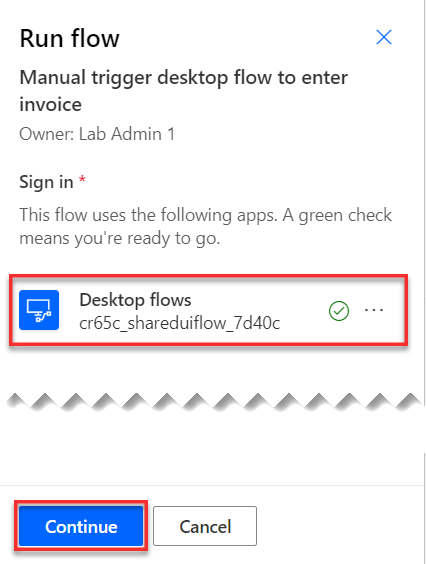 Run flow
Manual trigger desktop flow to enter
invoice
Owner: Lab Admin 1
Sign in *
This flow uses the following apps. A green check
means you're ready to go.
Desktop flows
cr65c_shareduiflow_7d40c
Continue Cancel